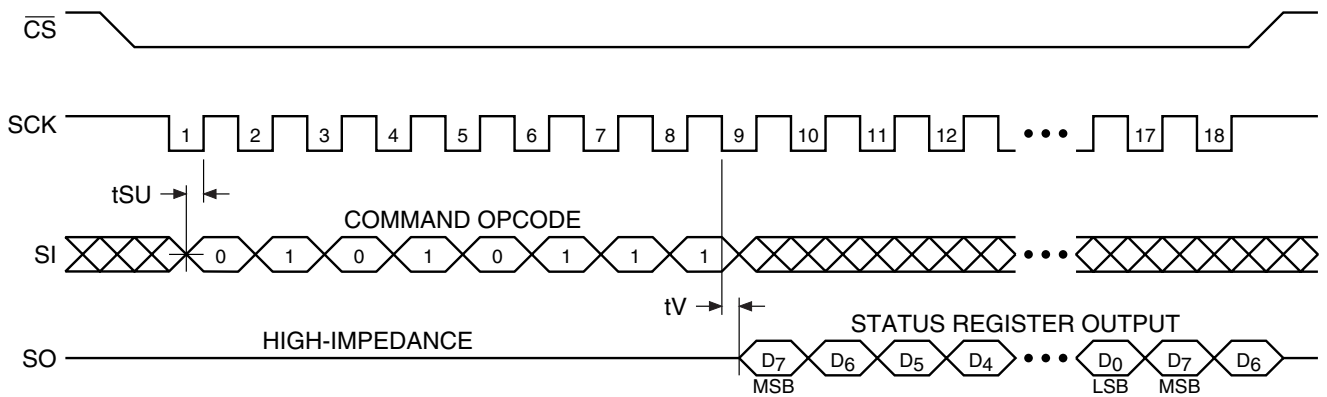 CS
SCK 1 2 3 4 5 6 7 8 9 10 11 12 17 18
tSU
COMMAND OPCODE
SI 0 1 0 1 0 1 1 1
tV
HIGH-IMPEDANCE
STATUS REGISTER OUTPUT
SO D7 D6 D5 D4 D0 D7 D6
MSB LSB MSB